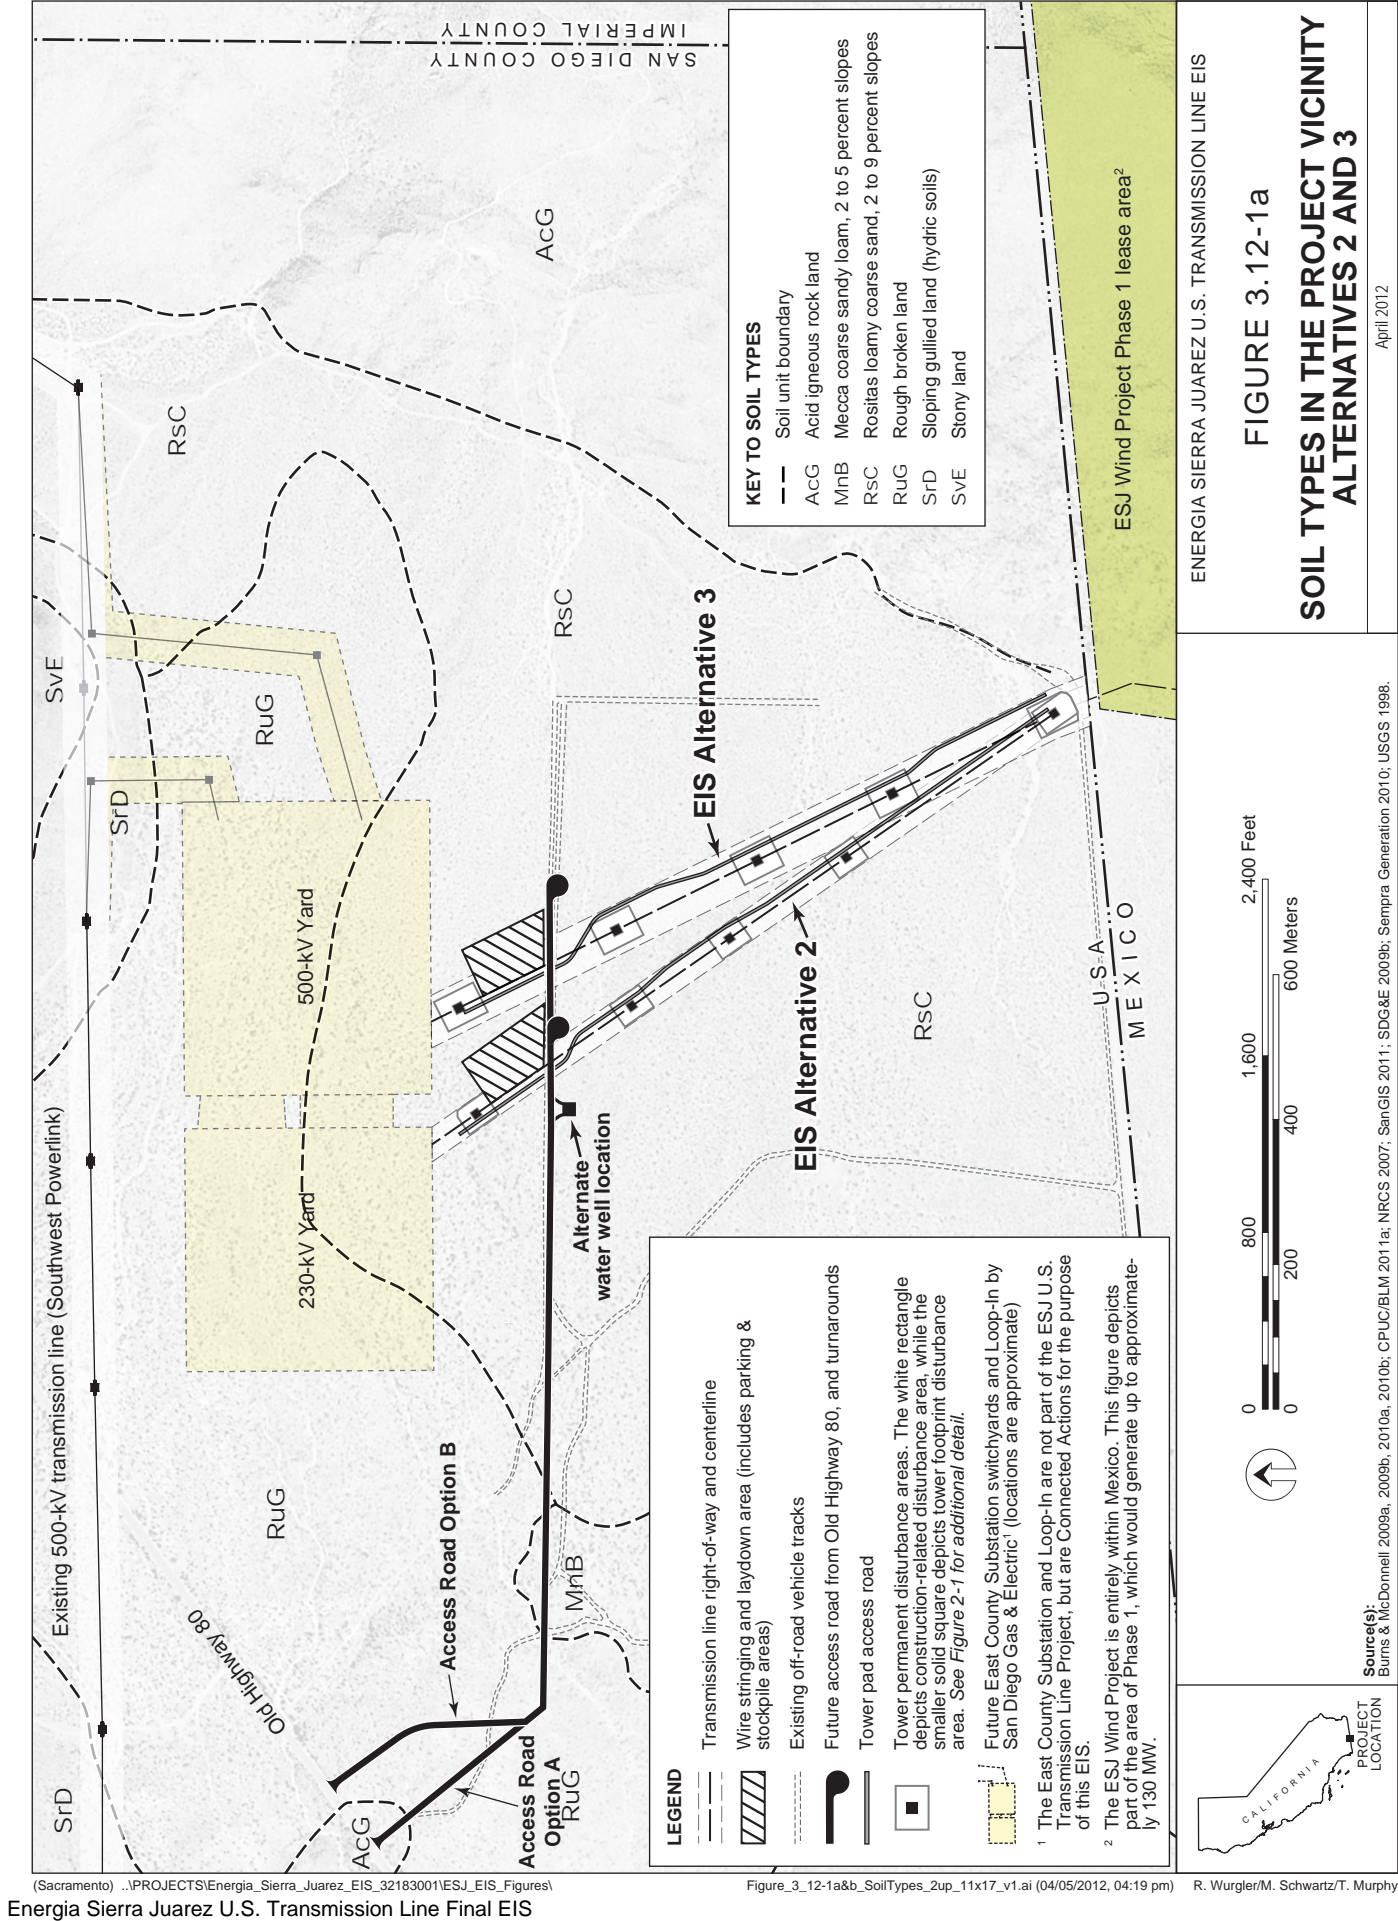 IMPERIAL COUNTY
SAN DIEGO COUNTY
Existing 500-kV transmission line (Southwest Powerlink)
SrD
SvE
RsC
AcG
SrD
RuG
500-kV Yard
230-kV Yard
RuG
Old Highway 80
Access Road Option B
Access Road
Option A
AcG
RuG
MnB
RsC
RsC
Alternate
water well location
EIS Alternative 3
EIS Alternative 2
U S A
M E X I C O
ESJ Wind Project Phase 1 lease area²
KEY TO SOIL TYPES
Soil unit boundary
AcG Acid igneous rock land
MnB Mecca coarse sandy loam, 2 to 5 percent slopes
RsC Rositas loamy coarse sand, 2 to 9 percent slopes
RuG Rough broken land
SrD Sloping gullied land (hydric soils)
SvE Stony land
LEGEND
Transmission line right-of-way and centerline
Wire stringing and laydown area (includes parking &
stockpile areas)
Existing off-road vehicle tracks
Future access road from Old Highway 80, and turnarounds
Tower pad access road
Tower permanent disturbance areas. The white rectangle
depicts construction-related disturbance area, while the
smaller solid square depicts tower footprint disturbance
area. See Figure 2-1 for additional detail.
Future East County Substation switchyards and Loop-In by
San Diego Gas & Electric¹ (locations are approximate)
¹ The East County Substation and Loop-In are not part of the ESJ U.S.
Transmission Line Project, but are Connected Actions for the purpose
of this EIS.
² The ESJ Wind Project is entirely within Mexico. This figure depicts
part of the area of Phase 1, which would generate up to approximate-
ly 130 MW.
CALIFORNIA
PROJECT
LOCATION
0 800 1,600 2,400 Feet
0 200 400 600 Meters
Source(s):
Burns & McDonnell 2009a, 2009b, 2010a, 2010b; CPUC/BLM 2011a; NRCS 2007; SanGIS 2011; SDG&E 2009b; Sempra Generation 2010; USGS 1998.
ENERGIA SIERRA JUAREZ U.S. TRANSMISSION LINE EIS
FIGURE 3.12-1a
SOIL TYPES IN THE PROJECT VICINITY
ALTERNATIVES 2 AND 3
April 2012
(Sacramento) ..\PROJECTS\Energia_Sierra_Juarez_EIS_32183001\ESJ_EIS_Figures\
Figure_3_12-1a&b_SoilTypes_2up_11x17_v1.ai (04/05/2012, 04:19 pm)
R. Wurgler/M. Schwartz/T. Murphy
Energia Sierra Juarez U.S. Transmission Line Final EIS